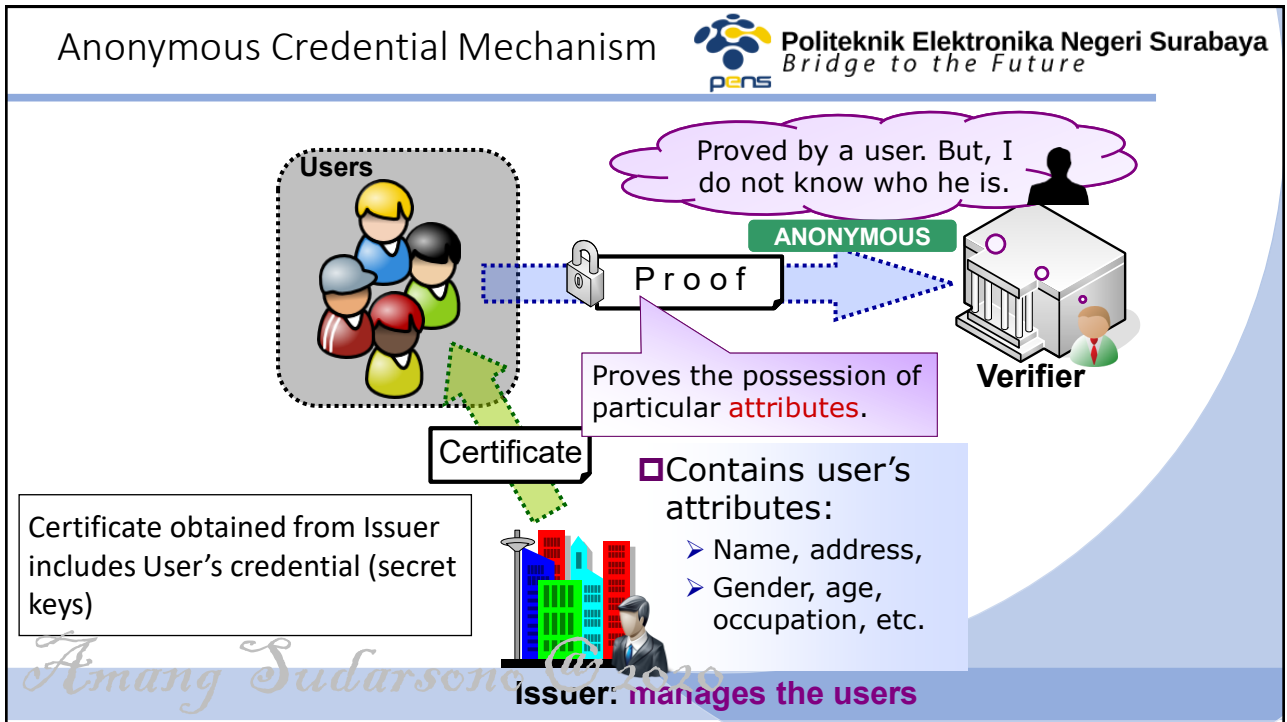 Anonymous Credential Mechanism
pens
Politeknik Elektronika Negeri Surabaya
Bridge to the Future
Users
Proved by a user. But, I
do not know who he is.
ANONYMOUS
Proof
Verifier
Proves the possession of
particular attributes.
Certificate
Contains user's
attributes:
Name, address,
Gender, age,
occupation, etc.
Certificate obtained from Issuer
includes User's credential (secret
keys)
Amang Sudarsono @ 2020
Issuer: manages the users